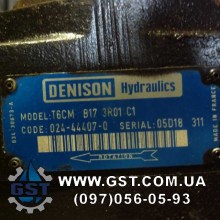 DENISON Hydraulics
MODEL: T6CM B17 3R01 C1
CODE: 024-44407-0 SERIAL: 05D18 311
ROTATION
MADE IN FRANCE
GST
WWW.GST.COM.UA
(056)790-05-93